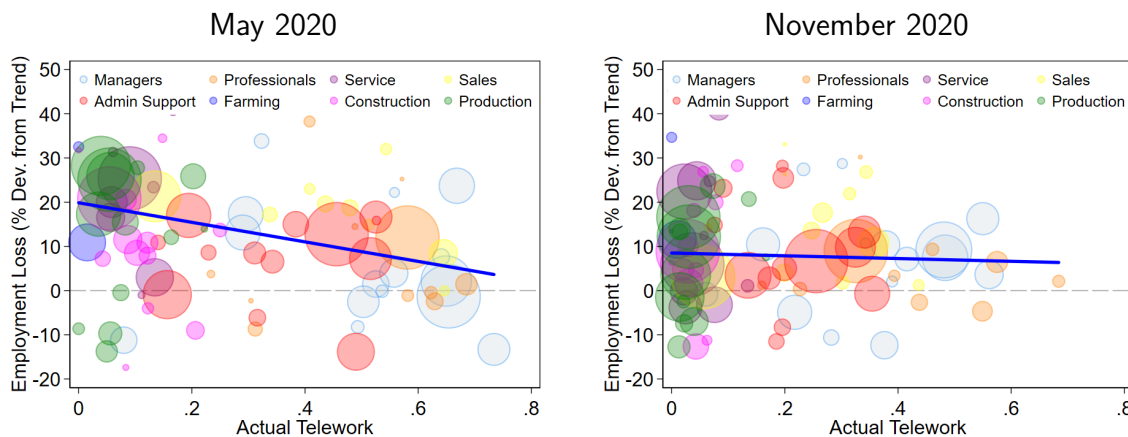 May 2020
Employment Loss (% Dev. from Trend)
50
40
30
20
10
0
-10
-20
Managers Professionals Service Sales
Admin Support Farming Construction Production
0 .2 .4 .6 .8
Actual Telework
November 2020
Employment Loss (% Dev. from Trend)
50
40
30
20
10
0
-10
-20
Managers Professionals Service Sales
Admin Support Farming Construction Production
0 .2 .4 .6 .8
Actual Telework